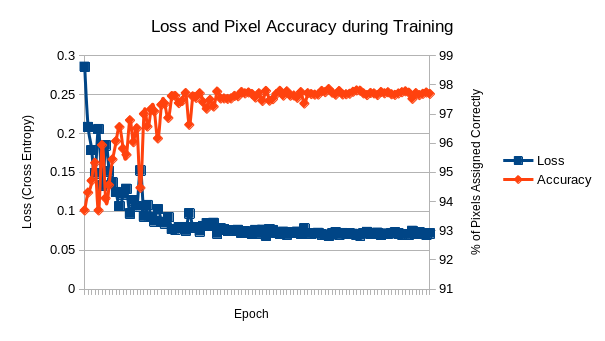 Loss and Pixel Accuracy during Training
0.3
0.25
0.2
0.15
0.1
0.05
0
99
98
97
96
95
94
93
92
91
Loss (Cross Entropy)
% of Pixels Assigned Correctly
Epoch
Loss
Accuracy